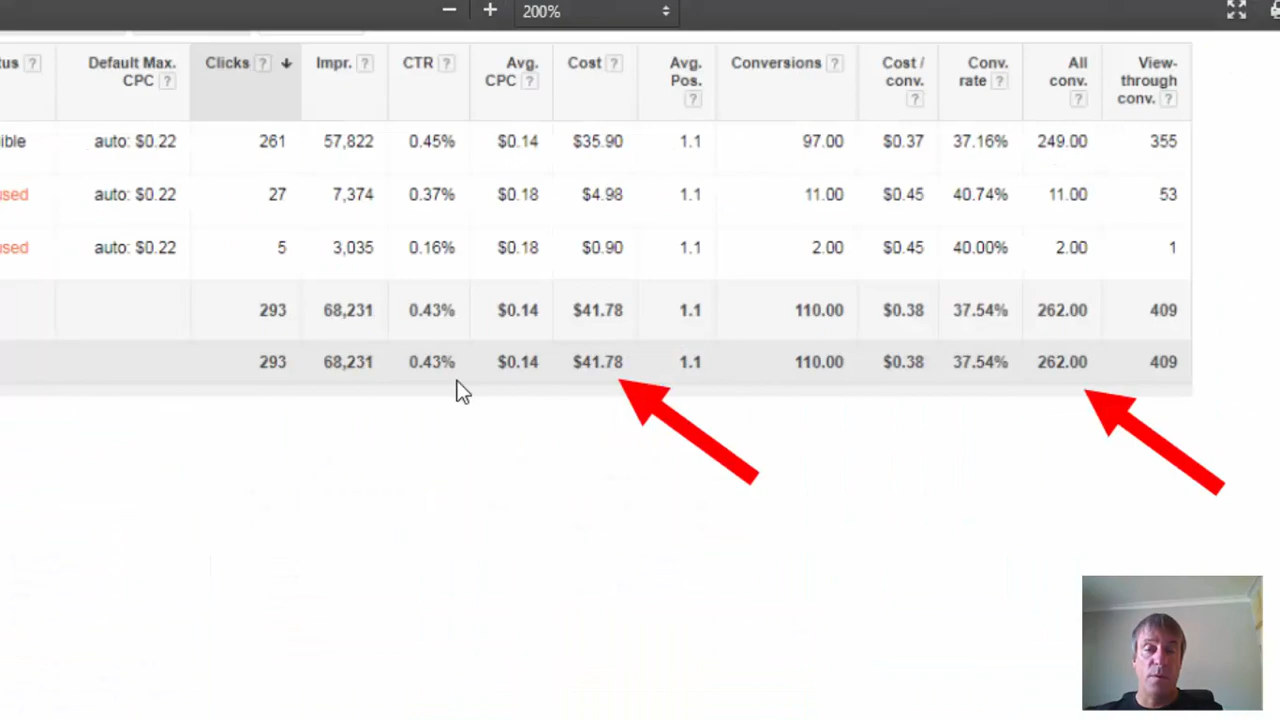 200%
tus ? Default Max. CPC ? Clicks ? Impr. ? CTR ? Avg. CPC ? Cost ? Avg. Pos. ? Conversions ? Cost / conv. ? Conv. rate ? All conv. ? View-through conv. ?
ible auto: $0.22 261 57,822 0.45% $0.14 $35.90 1.1 97.00 $0.37 37.16% 249.00 355
used auto: $0.22 27 7,374 0.37% $0.18 $4.98 1.1 11.00 $0.45 40.74% 11.00 53
used auto: $0.22 5 3,035 0.16% $0.18 $0.90 1.1 2.00 $0.45 40.00% 2.00 1
293 68,231 0.43% $0.14 $41.78 1.1 110.00 $0.38 37.54% 262.00 409
293 68,231 0.43% $0.14 $41.78 1.1 110.00 $0.38 37.54% 262.00 409